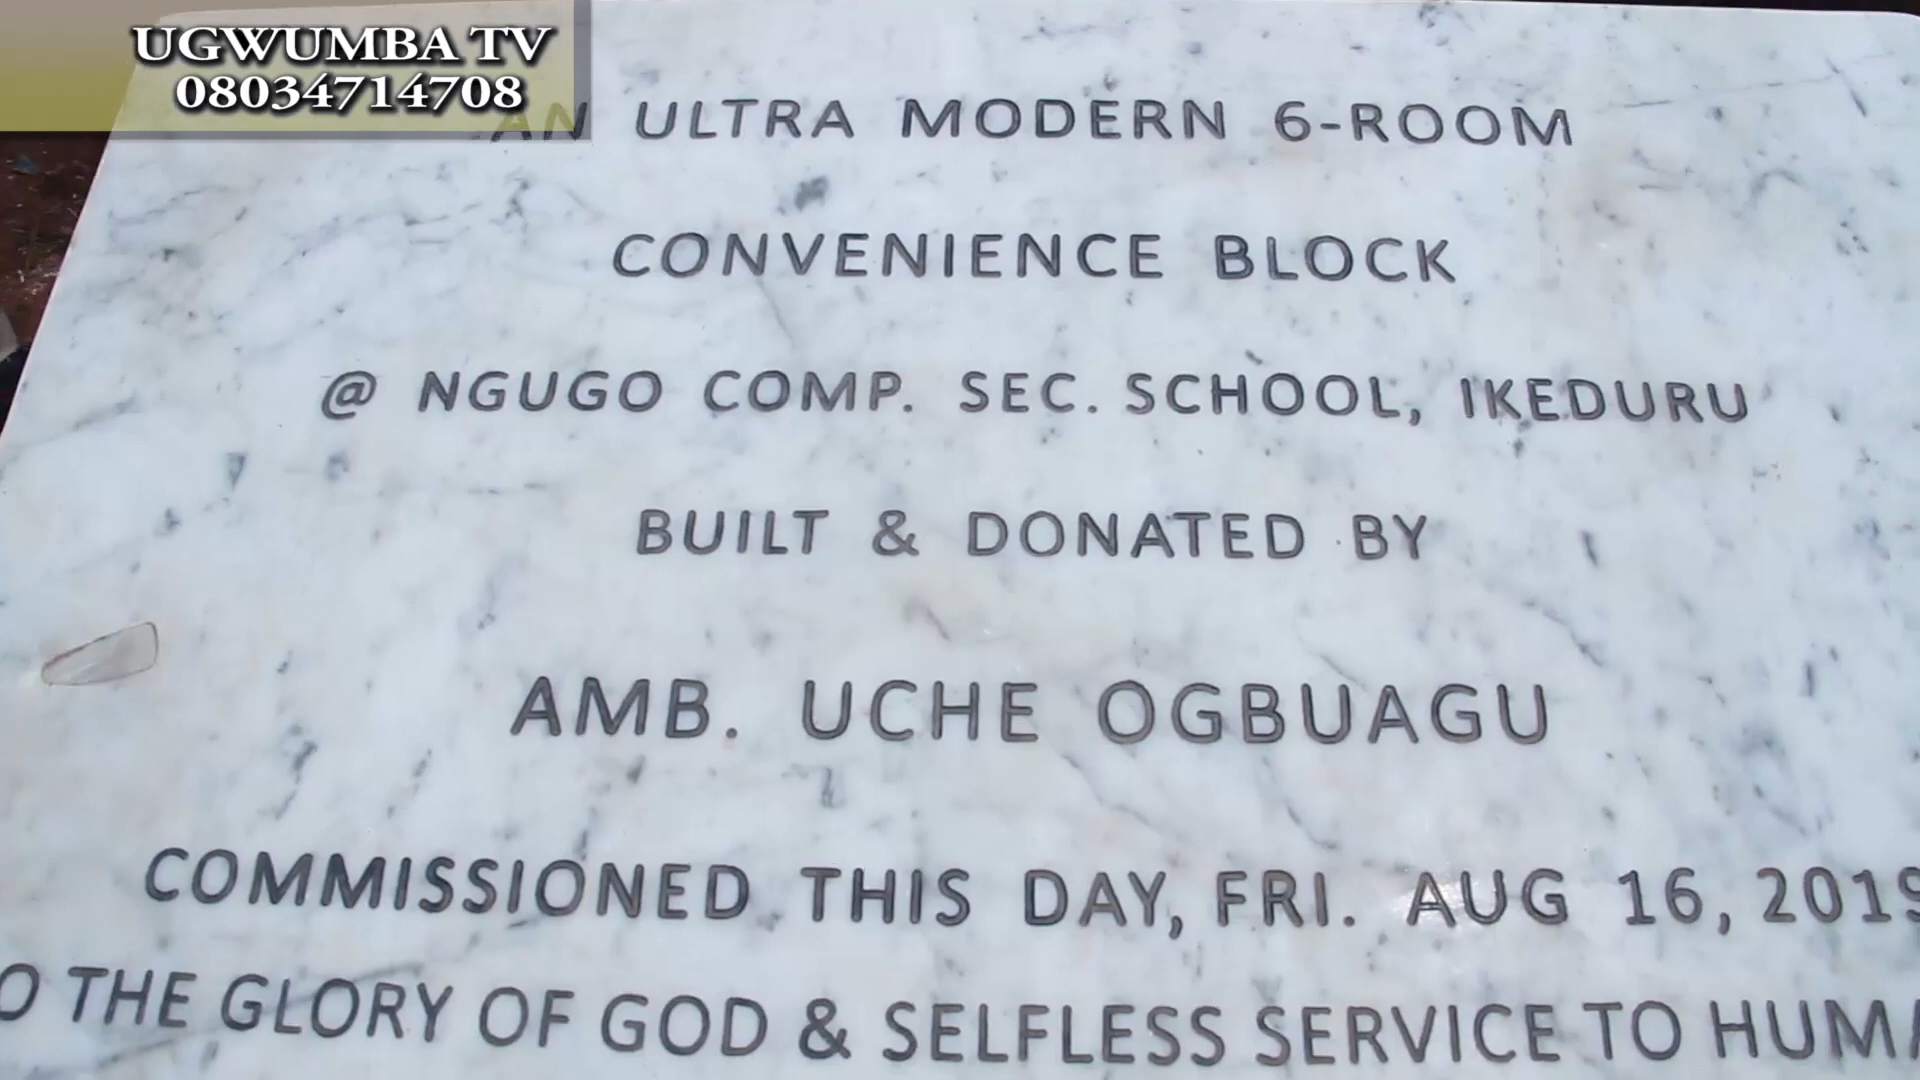 UGWUMBA TV
08034714708
AN ULTRA MODERN 6-ROOM
CONVENIENCE BLOCK
@ NGUGO COMP. SEC. SCHOOL, IKEDURU
BUILT & DONATED BY
AMB. UCHE OGBUAGU
COMMISSIONED THIS DAY, FRI. AUG 16, 2019
THE GLORY OF GOD & SELFLESS SERVICE TO